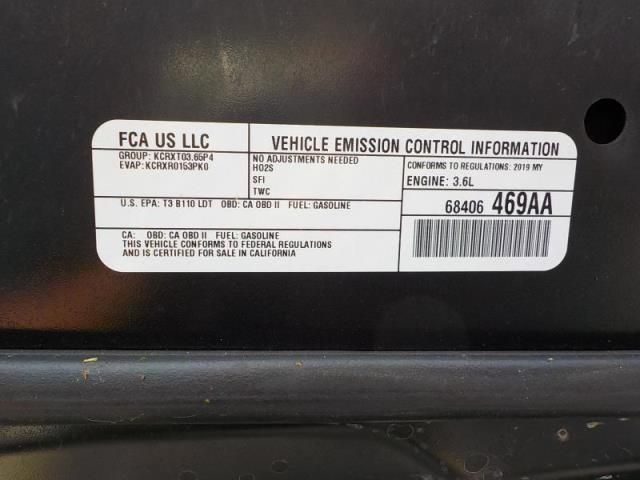 FCA US LLC
VEHICLE EMISSION CONTROL INFORMATION
GROUP: KCRXT03.65P4
EVAP: KCRXR0153PK0
NO ADJUSTMENTS NEEDED
HO2S
SFI
TWC
CONFORMS TO REGULATIONS: 2019 MY
ENGINE: 3.6L
U.S. EPA: T3 B110 LDT OBD: CA OBD II FUEL: GASOLINE
68406 469AA
CA: OBD: CA OBD II FUEL: GASOLINE
THIS VEHICLE CONFORMS TO FEDERAL REGULATIONS
AND IS CERTIFIED FOR SALE IN CALIFORNIA